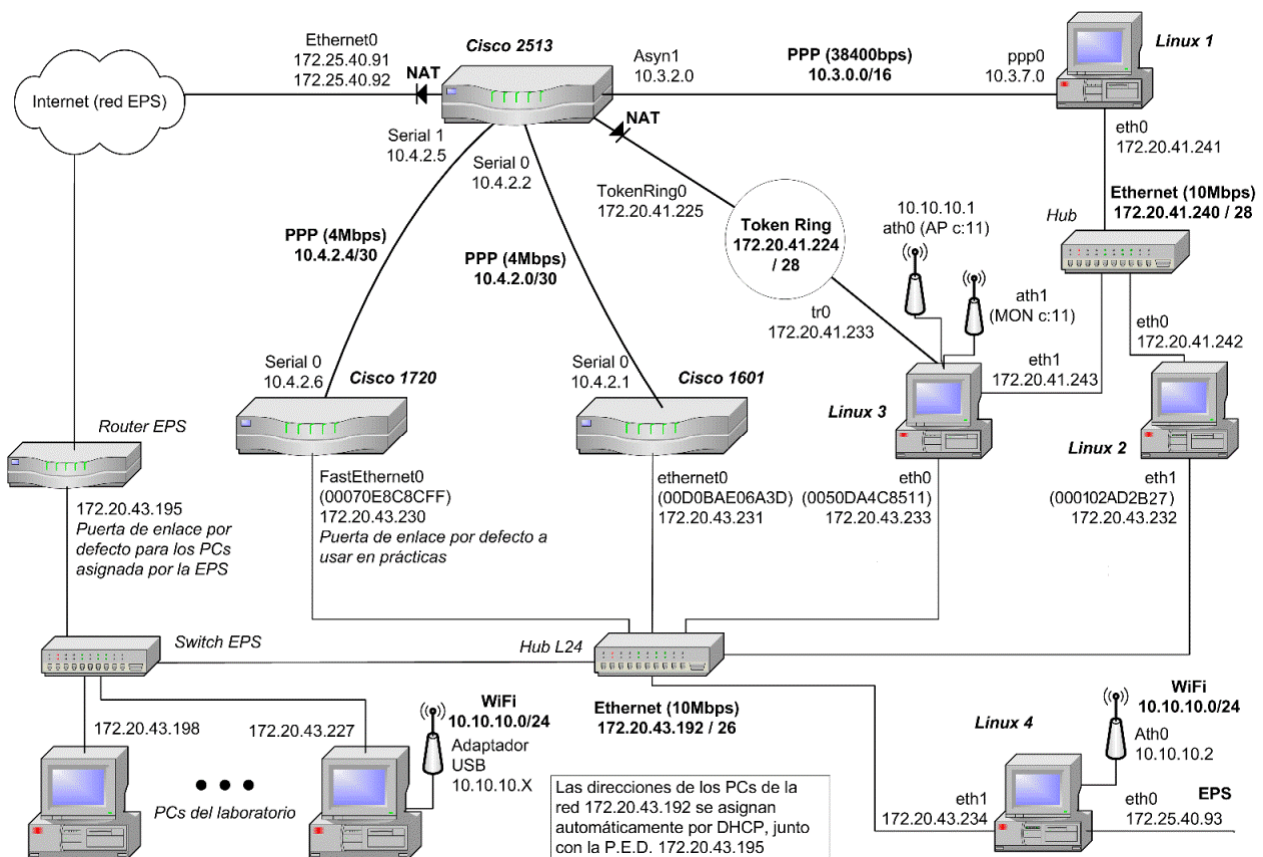 Ethernet0
172.25.40.91
172.25.40.92
NAT
Cisco 2513
Asyn1
10.3.2.0
PPP (38400bps)
10.3.0.0/16
ppp0
10.3.7.0
Linux 1
Internet (red EPS)
Serial 1
10.4.2.5
Serial 0
10.4.2.2
NAT
TokenRing0
172.20.41.225
eth0
172.20.41.241
Ethernet (10Mbps)
172.20.41.240 / 28
Hub
PPP (4Mbps)
10.4.2.4/30
PPP (4Mbps)
10.4.2.0/30
Token Ring
172.20.41.224
/ 28
10.10.10.1
ath0 (AP c:11)
ath1
(MON c:11)
tr0
172.20.41.233
eth0
172.20.41.242
eth1
172.20.41.243
Serial 0
10.4.2.6
Cisco 1720
Serial 0
10.4.2.1
Cisco 1601
Linux 3
Linux 2
Router EPS
172.20.43.195
Puerta de enlace por
defecto para los PCs
asignada por la EPS
FastEthernet0
(00070E8C8CFF)
172.20.43.230
Puerta de enlace por defecto a
usar en prácticas
ethernet0
(00D0BAE06A3D)
172.20.43.231
eth0
(0050DA4C8511)
172.20.43.233
eth1
(000102AD2B27)
172.20.43.232
Switch EPS
Hub L24
Ethernet (10Mbps)
172.20.43.192 / 26
172.20.43.198
172.20.43.227
WiFi
10.10.10.0/24
Adaptador
USB
10.10.10.X
PCs del laboratorio
Las direcciones de los PCs de la
red 172.20.43.192 se asignan
automáticamente por DHCP, junto
con la P.E.D. 172.20.43.195
Linux 4
WiFi
10.10.10.0/24
Ath0
10.10.10.2
eth1
172.20.43.234
eth0
172.25.40.93
EPS